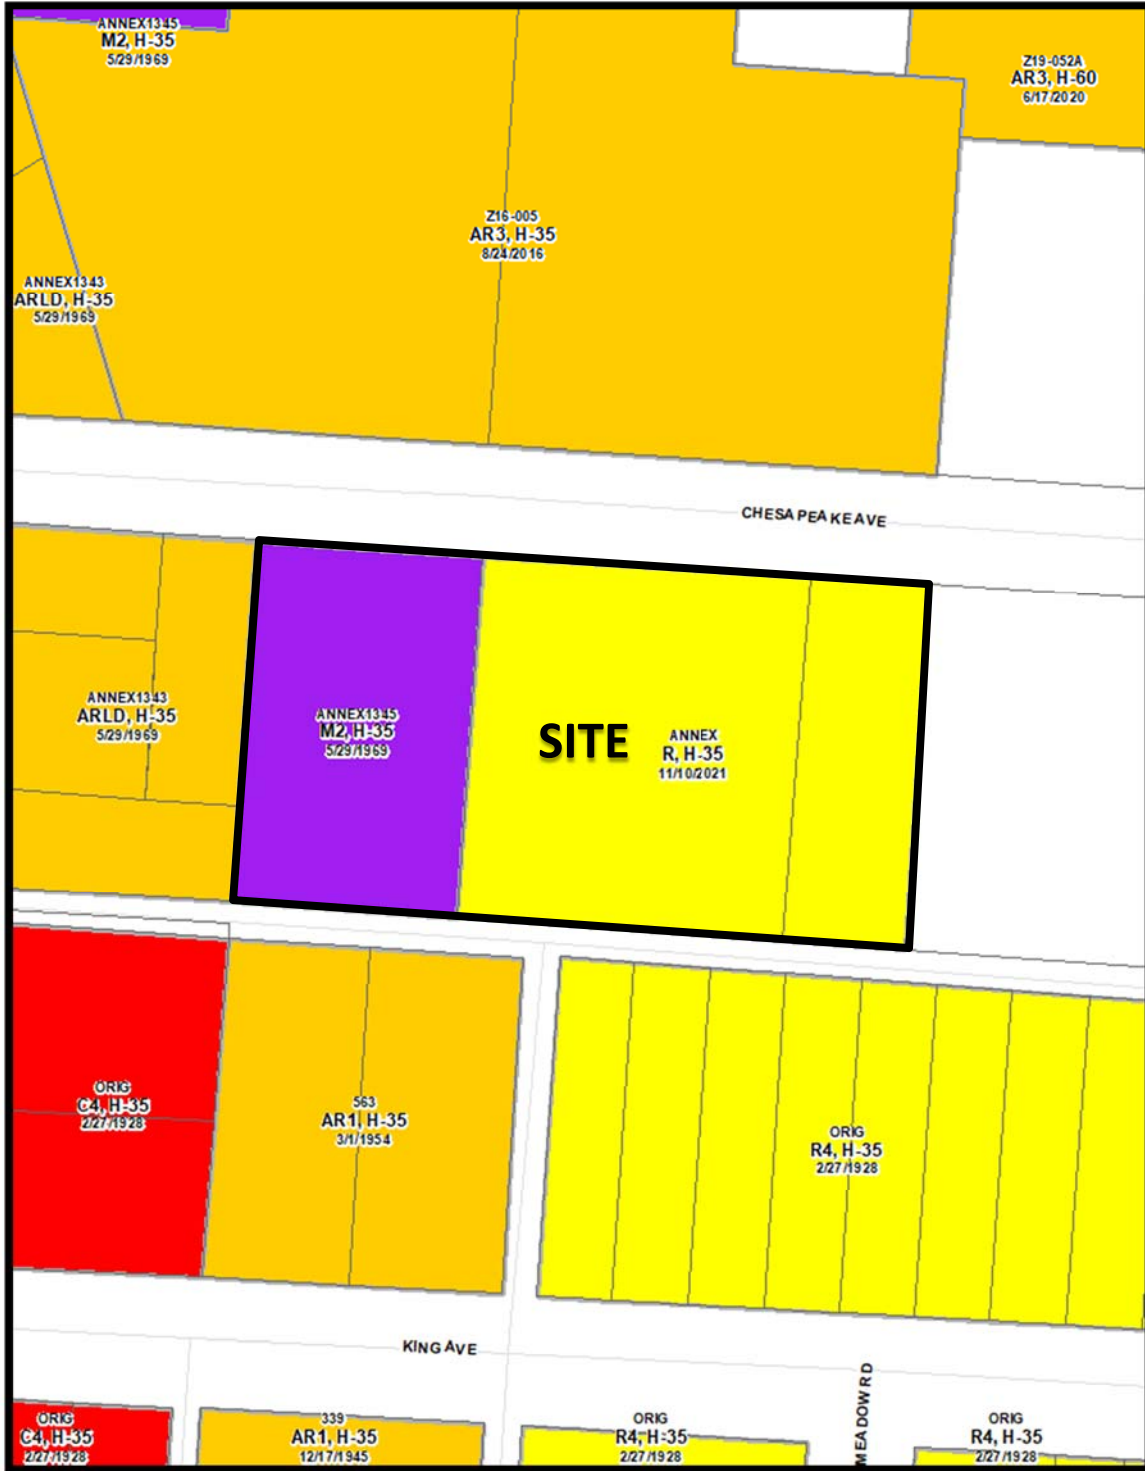 ANNEX1345
M2, H-35
5/29/1969
Z19-052A
AR3, H-60
6/17/2020
Z16-005
AR3, H-35
8/24/2016
ANNEX1343
ARLD, H-35
5/29/1969
CHESAPEAKE AVE
ANNEX1343
ARLD, H-35
5/29/1969
ANNEX1345
M2, H-35
5/29/1969
SITE
ANNEX
R, H-35
11/10/2021
ORIG
C4, H-35
2/27/1928
563
AR1, H-35
3/1/1954
ORIG
R4, H-35
2/27/1928
KING AVE
MEADOW RD
ORIG
C4, H-35
2/27/1928
339
AR1, H-35
12/17/1945
ORIG
R4, H-35
2/27/1928
ORIG
R4, H-35
2/27/1928